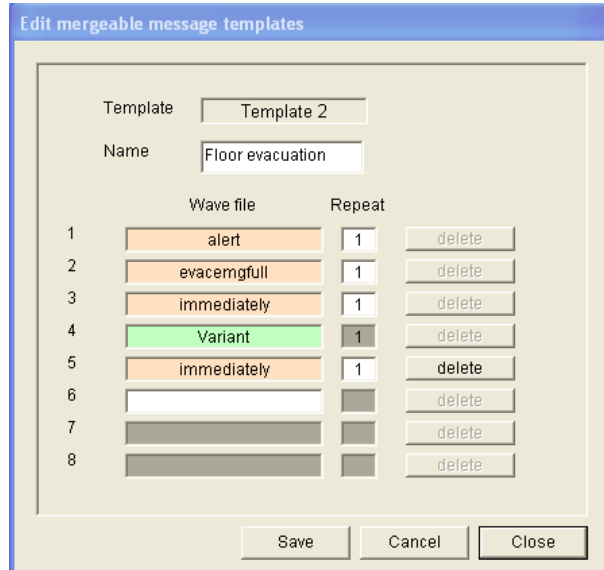 Edit mergeable message templates
Template Template 2
Name Floor evacuation
Wave file Repeat
1 alert 1 delete
2 evacemgfull 1 delete
3 immediately 1 delete
4 Variant 1 delete
5 immediately 1 delete
6 delete
7 delete
8 delete
Save Cancel Close